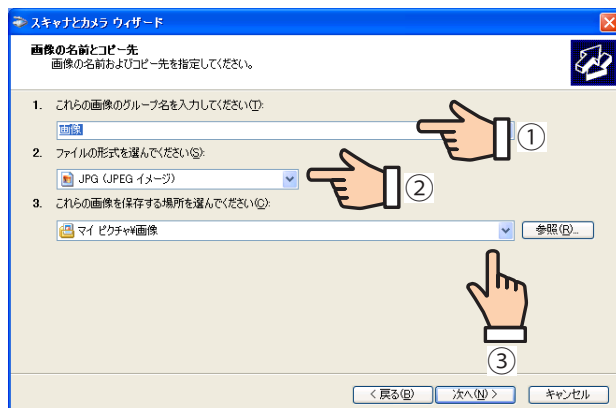 スキャナとカメラ ウィザード
画像の名前とコピー先
画像の名前およびコピー先を指定してください。
1. これらの画像のグループ名を入力してください(T):
画像
①
2. ファイルの形式を選んでください(S):
JPG (JPEG イメージ)
②
3. これらの画像を保存する場所を選んでください(C):
マイ ピクチャ¥画像
参照(R)...
③
< 戻る(B)
次へ(N) >
キャンセル